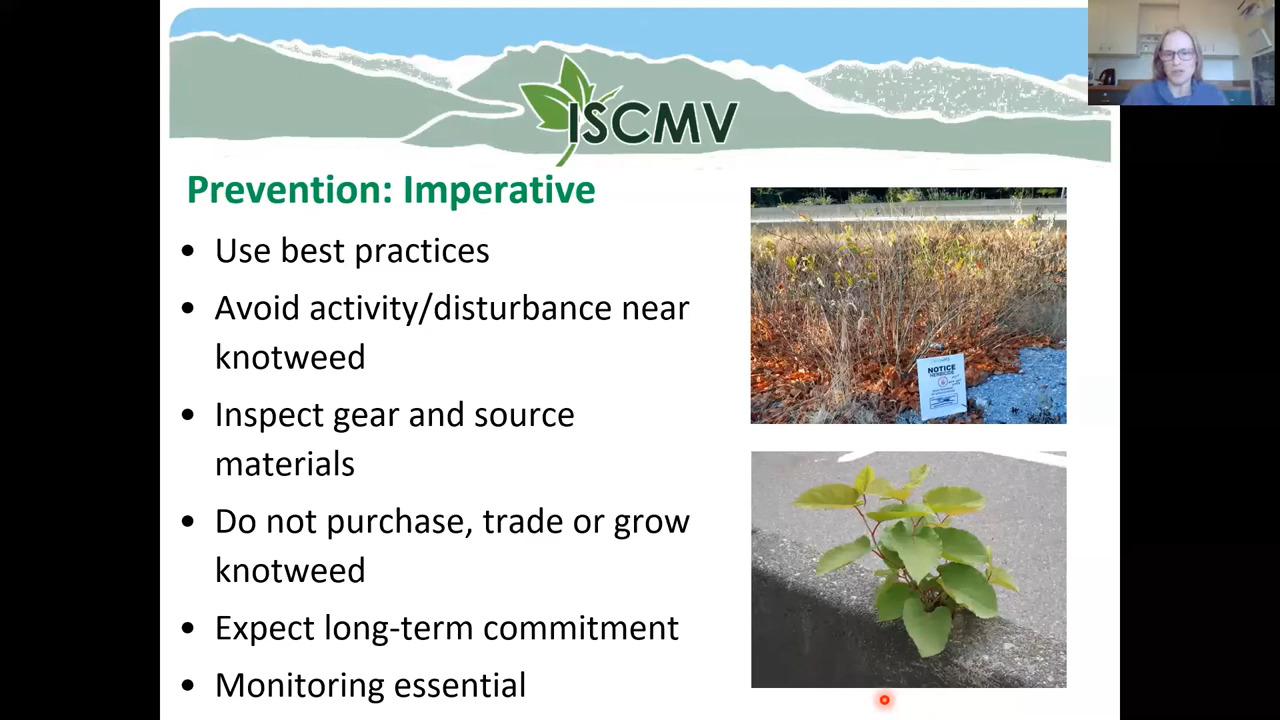 ISCMV
Prevention: Imperative
• Use best practices
• Avoid activity/disturbance near
knotweed
• Inspect gear and source
materials
• Do not purchase, trade or grow
knotweed
• Expect long-term commitment
• Monitoring essential
NOTICE
HERBICIDE